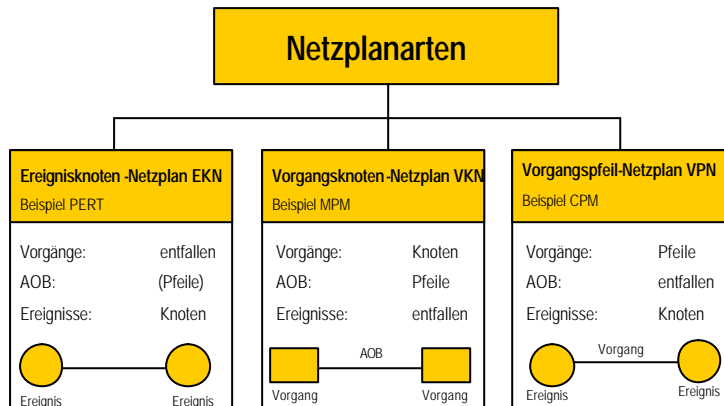 Netzplanarten
Ereignisknoten -Netzplan EKN
Beispiel PERT
Vorgänge: entfallen
AOB: (Pfeile)
Ereignisse: Knoten
Ereignis Ereignis
Vorgangsknoten -Netzplan VKN
Beispiel MPM
Vorgänge: Knoten
AOB: Pfeile
Ereignisse: entfallen
AOB
Vorgang Vorgang
Vorgangspfeil-Netzplan VPN
Beispiel CPM
Vorgänge: Pfeile
AOB: entfallen
Ereignisse: Knoten
Vorgang
Ereignis Ereignis